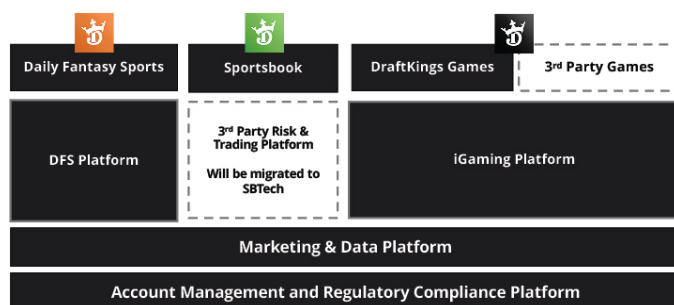 Daily Fantasy Sports
Sportsbook
DraftKings Games
3rd Party Games
DFS Platform
3rd Party Risk &
Trading Platform
Will be migrated to
SBTech
iGaming Platform
Marketing & Data Platform
Account Management and Regulatory Compliance Platform